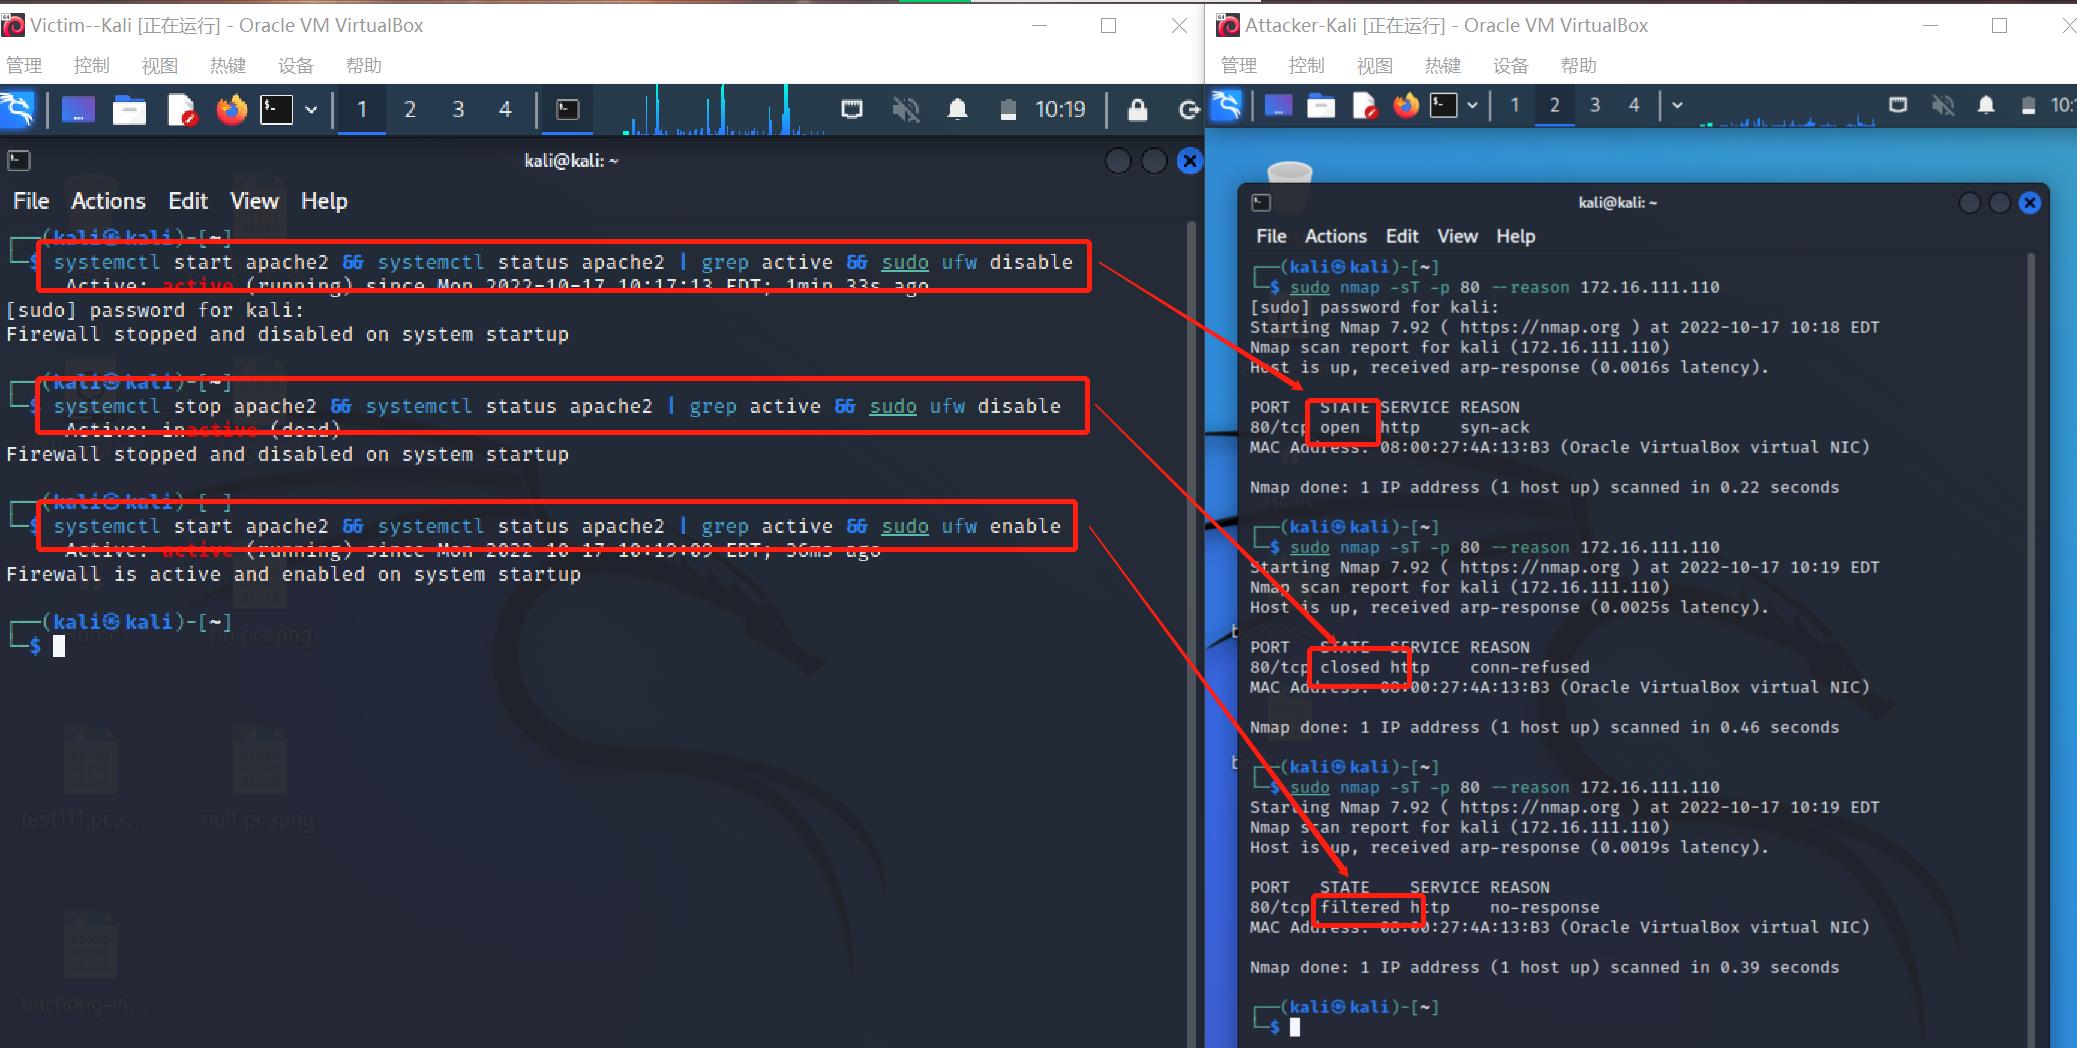 Victim--Kali [正在运行] - Oracle VM VirtualBox
管理 控制 视图 热键 设备 帮助
1 2 3 4 10:19
kali@kali: ~
File Actions Edit View Help
(kali㉿kali)-[~]
$ systemctl start apache2 && systemctl status apache2 | grep active && sudo ufw disable
Active: active (running) since Mon 2022-10-17 10:17:13 EDT; 1min 33s ago
[sudo] password for kali:
Firewall stopped and disabled on system startup
(kali㉿kali)-[~]
$ systemctl stop apache2 && systemctl status apache2 | grep active && sudo ufw disable
Active: inactive (dead)
Firewall stopped and disabled on system startup
(kali㉿kali)-[~]
$ systemctl start apache2 && systemctl status apache2 | grep active && sudo ufw enable
Active: active (running) since Mon 2022-10-17 10:19:09 EDT; 36ms ago
Firewall is active and enabled on system startup
(kali㉿kali)-[~]
$
test111.pca... null.pcapng
buchong-vi...
Attacker-Kali [正在运行] - Oracle VM VirtualBox
管理 控制 视图 热键 设备 帮助
1 2 3 4
kali@kali: ~
File Actions Edit View Help
(kali㉿kali)-[~]
$ sudo nmap -sT -p 80 --reason 172.16.111.110
[sudo] password for kali:
Starting Nmap 7.92 ( https://nmap.org ) at 2022-10-17 10:18 EDT
Nmap scan report for kali (172.16.111.110)
Host is up, received arp-response (0.0016s latency).
PORT STATE SERVICE REASON
80/tcp open http syn-ack
MAC Address: 08:00:27:4A:13:B3 (Oracle VirtualBox virtual NIC)
Nmap done: 1 IP address (1 host up) scanned in 0.22 seconds
(kali㉿kali)-[~]
$ sudo nmap -sT -p 80 --reason 172.16.111.110
Starting Nmap 7.92 ( https://nmap.org ) at 2022-10-17 10:19 EDT
Nmap scan report for kali (172.16.111.110)
Host is up, received arp-response (0.0025s latency).
PORT STATE SERVICE REASON
80/tcp closed http conn-refused
MAC Address: 08:00:27:4A:13:B3 (Oracle VirtualBox virtual NIC)
Nmap done: 1 IP address (1 host up) scanned in 0.46 seconds
(kali㉿kali)-[~]
$ sudo nmap -sT -p 80 --reason 172.16.111.110
Starting Nmap 7.92 ( https://nmap.org ) at 2022-10-17 10:19 EDT
Nmap scan report for kali (172.16.111.110)
Host is up, received arp-response (0.0019s latency).
PORT STATE SERVICE REASON
80/tcp filtered http no-response
MAC Address: 08:00:27:4A:13:B3 (Oracle VirtualBox virtual NIC)
Nmap done: 1 IP address (1 host up) scanned in 0.39 seconds
(kali㉿kali)-[~]
$